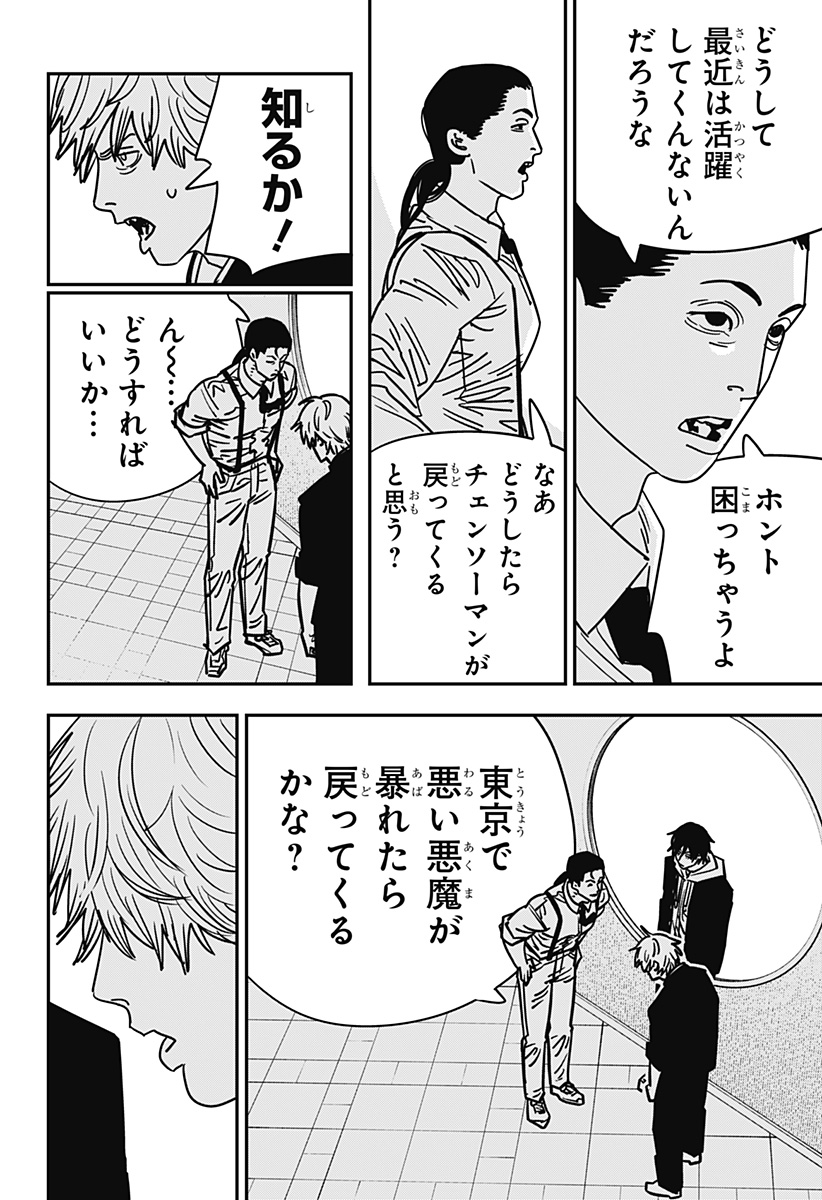 どうして
最近は活躍
してくんないん
だろうな
ホント
困っちゃうよ
なあ
どうしたら
チェンソーマンが
戻ってくる
と思う？
知るか！
ん〜…
どうすれば
いいか…
東京で
悪い悪魔が
暴れたら
戻ってくる
かな？